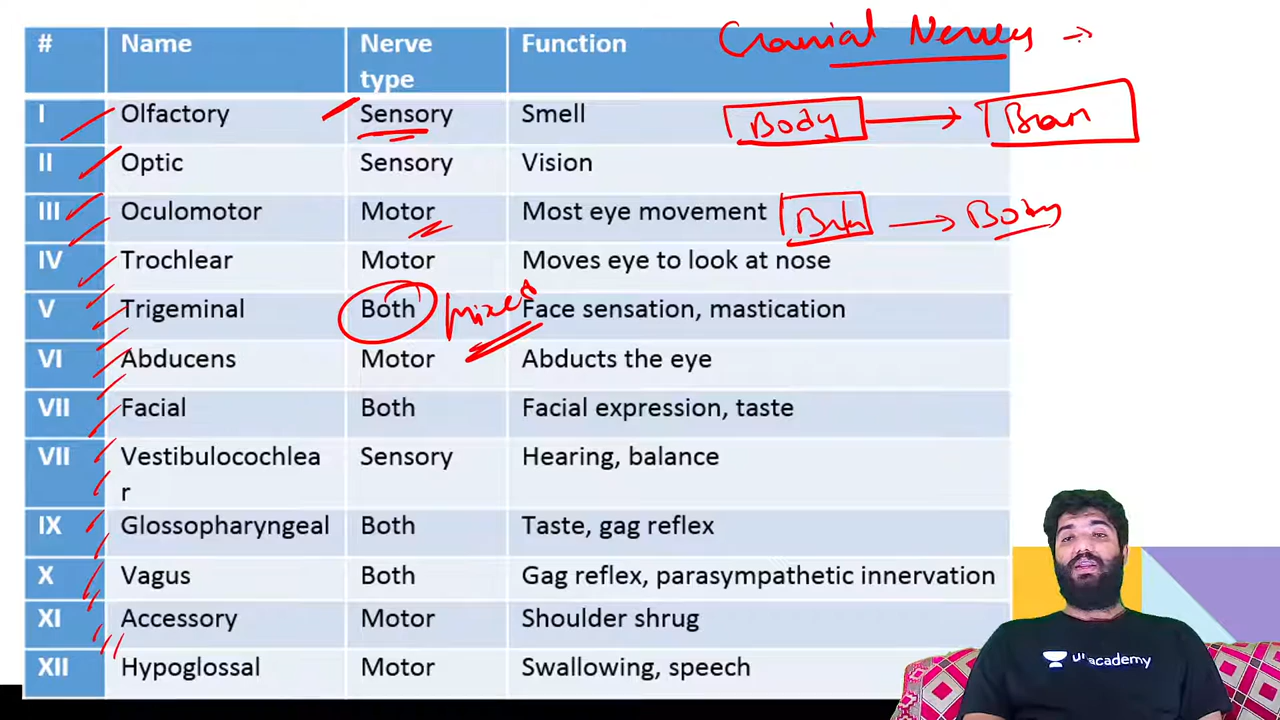 # Name Nerve type Function Cranial Nerves →
I Olfactory Sensory Smell Body → Bran
II Optic Sensory Vision
III Oculomotor Motor Most eye movement → Body
IV Trochlear Motor Moves eye to look at nose
V Trigeminal Both mixed Face sensation, mastication
VI Abducens Motor Abducts the eye
VII Facial Both Facial expression, taste
VII Vestibulocochlea
r Sensory Hearing, balance
IX Glossopharyngeal Both Taste, gag reflex
X Vagus Both Gag reflex, parasympathetic innervation
XI Accessory Motor Shoulder shrug
XII Hypoglossal Motor Swallowing, speech
unacademy